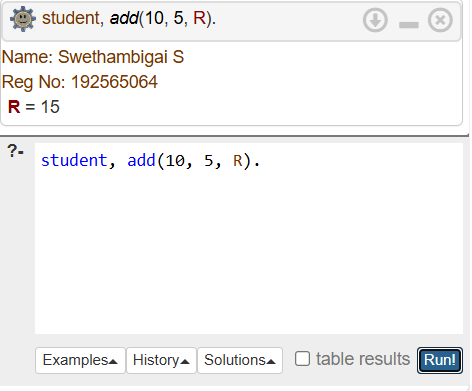 student, add(10, 5, R).
Name: Swethambigai S
Reg No: 192565064
R = 15
?- student, add(10, 5, R).
Examples▲ History▲ Solutions▲ table results Run!